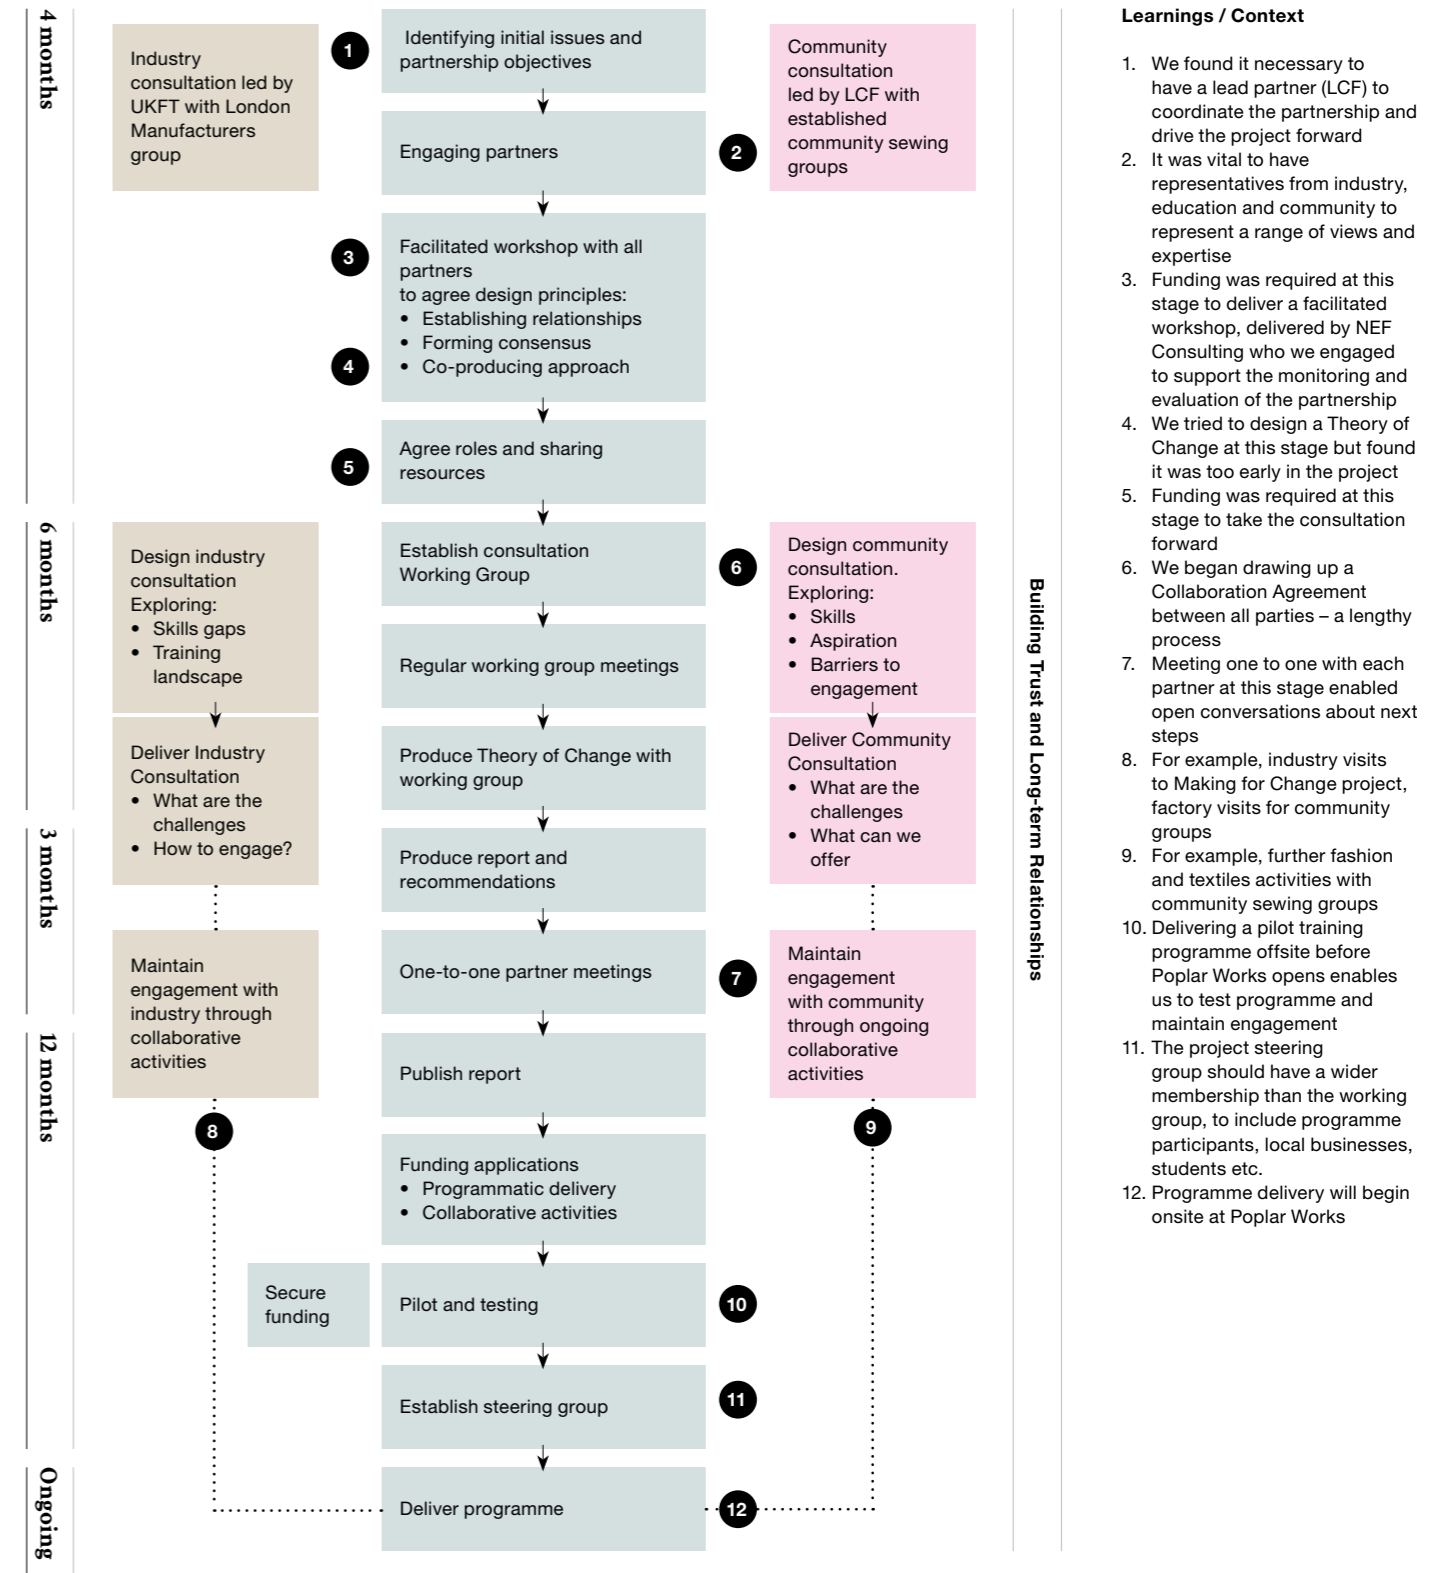 4 months
Industry
consultation led by
UKFT with London
Manufacturers
group
1
Identifying initial issues and
partnership objectives
Engaging partners
2
Community
consultation
led by LCF with
established
community sewing
groups
3
Facilitated workshop with all
partners
to agree design principles:
• Establishing relationships
• Forming consensus
• Co-producing approach
4
5
Agree roles and sharing
resources
6 months
Design industry
consultation
Exploring:
• Skills gaps
• Training
landscape
Deliver Industry
Consultation
• What are the
challenges
• How to engage?
Establish consultation
Working Group
Regular working group meetings
Produce Theory of Change with
working group
6
Design community
consultation.
Exploring:
• Skills
• Aspiration
• Barriers to
engagement
Deliver Community
Consultation
• What are the
challenges
• What can we
offer
3 months
Produce report and
recommendations
One-to-one partner meetings
7
Maintain
engagement with
industry through
collaborative
activities
Maintain
engagement
with community
through ongoing
collaborative
activities
12 months
Publish report
8
9
Funding applications
• Programmatic delivery
• Collaborative activities
Secure
funding
Pilot and testing
10
Establish steering group
11
Ongoing
Deliver programme
12
Building Trust and Long-term Relationships
Learnings / Context
1. We found it necessary to
have a lead partner (LCF) to
coordinate the partnership and
drive the project forward
2. It was vital to have
representatives from industry,
education and community to
represent a range of views and
expertise
3. Funding was required at this
stage to deliver a facilitated
workshop, delivered by NEF
Consulting who we engaged
to support the monitoring and
evaluation of the partnership
4. We tried to design a Theory of
Change at this stage but found
it was too early in the project
5. Funding was required at this
stage to take the consultation
forward
6. We began drawing up a
Collaboration Agreement
between all parties – a lengthy
process
7. Meeting one to one with each
partner at this stage enabled
open conversations about next
steps
8. For example, industry visits
to Making for Change project,
factory visits for community
groups
9. For example, further fashion
and textiles activities with
community sewing groups
10. Delivering a pilot training
programme offsite before
Poplar Works opens enables
us to test programme and
maintain engagement
11. The project steering
group should have a wider
membership than the working
group, to include programme
participants, local businesses,
students etc.
12. Programme delivery will begin
onsite at Poplar Works